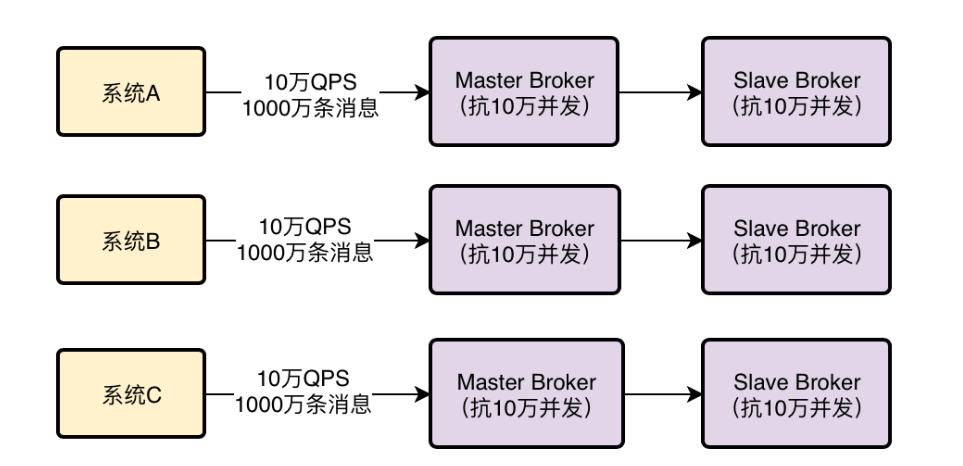 系统A
10万QPS
1000万条消息
Master Broker
（抗10万并发）
Slave Broker
（抗10万并发）
系统B
10万QPS
1000万条消息
Master Broker
（抗10万并发）
Slave Broker
（抗10万并发）
系统C
10万QPS
1000万条消息
Master Broker
（抗10万并发）
Slave Broker
（抗10万并发）